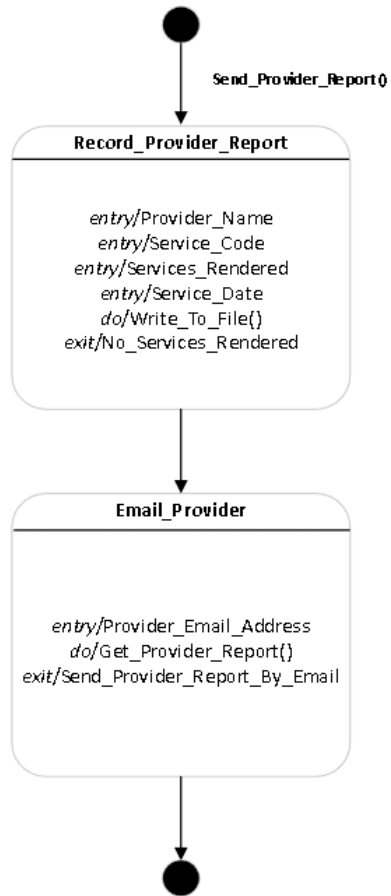 Send_Provider_Report()
Record_Provider_Report
entry/Provider_Name
entry/Service_Code
entry/Services_Rendered
entry/Service_Date
do/Write_To_File()
exit/No_Services_Rendered
Email_Provider
entry/Provider_Email_Address
do/Get_Provider_Report()
exit/Send_Provider_Report_By_Email